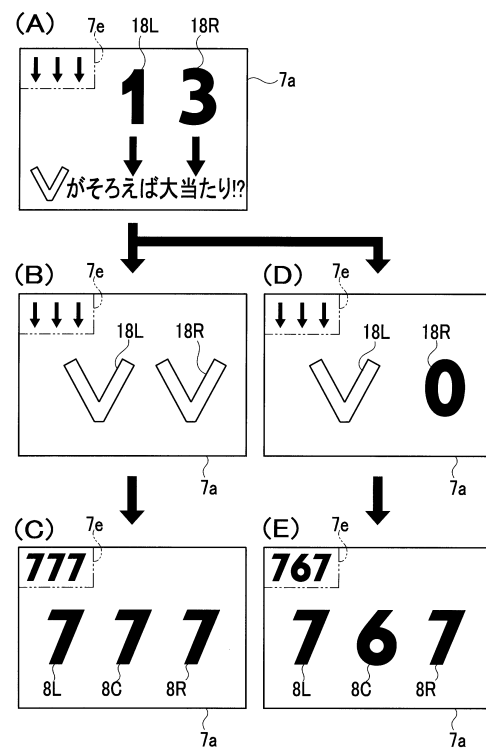 (A) 7e 18L 18R
↓↓↓ 1 3 7a
↓ ↓
Vがそろえば大当たり!?
(B) 7e (D) 7e
↓↓↓ 18L 18R ↓↓↓ 18L 18R
V V V 0
7a 7a
(C) 7e (E) 7e
777 767
7 7 7 7 6 7
8L 8C 8R 8L 8C 8R
7a 7a